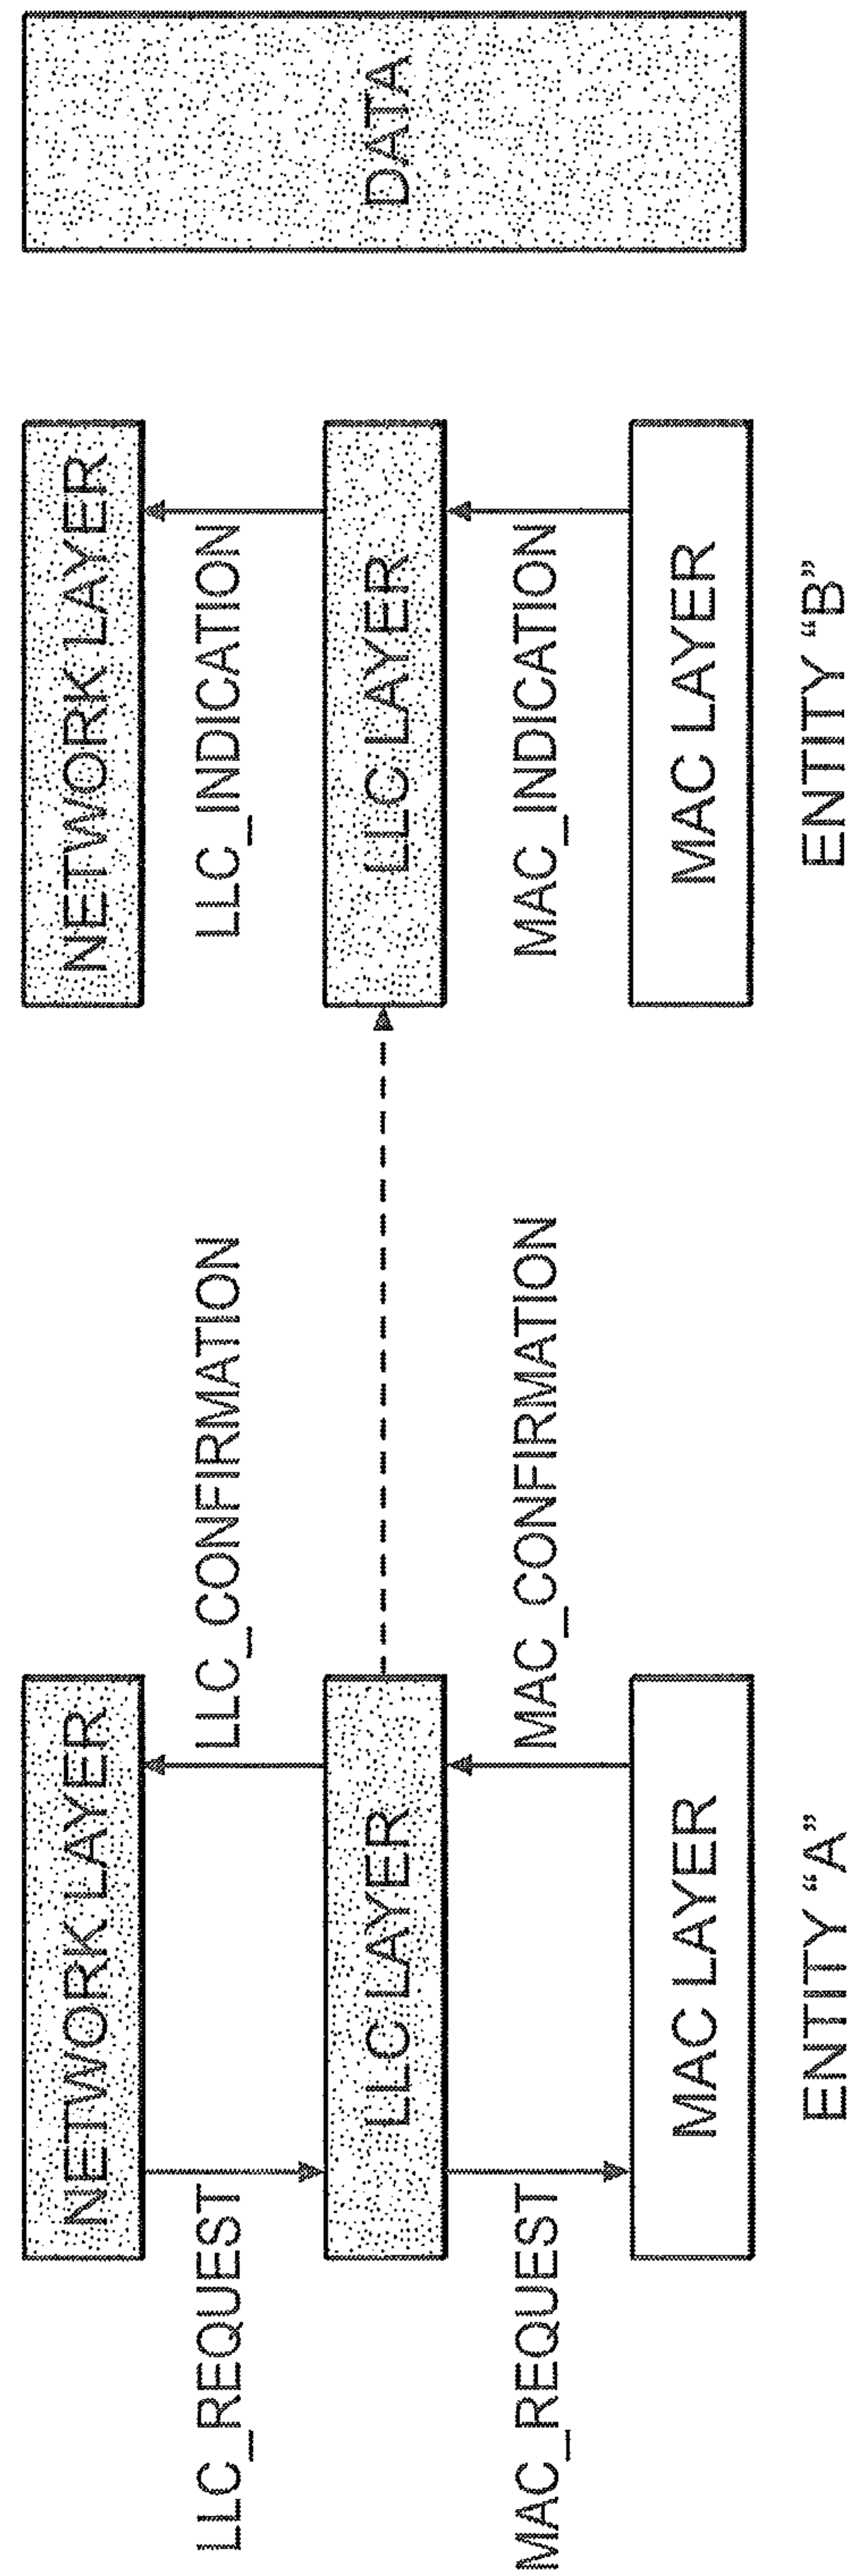 NETWORK LAYER
LLC_REQUEST
LLC_CONFIRMATION
LLC LAYER
MAC_REQUEST
MAC_CONFIRMATION
MAC LAYER
ENTITY “A”
NETWORK LAYER
LLC_INDICATION
LLC LAYER
MAC_INDICATION
MAC LAYER
ENTITY “B”
DATA